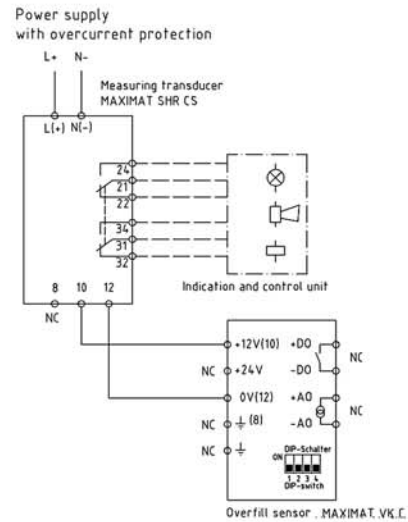 Power supply
with overcurrent protection
L+ N-
Measuring transducer
MAXIMAT SHR CS
L(+) N(-)
24
21
22
34
31
32
8 10 12
NC
Indication and control unit
+12V(10) +DO
NC
NC +24V -DO
0V(12) +AO
NC
NC (8) -AO
NC
DIP-Schalter
ON
1 2 3 4
DIP-switch
Overfill sensor . MAXIMAT VK C